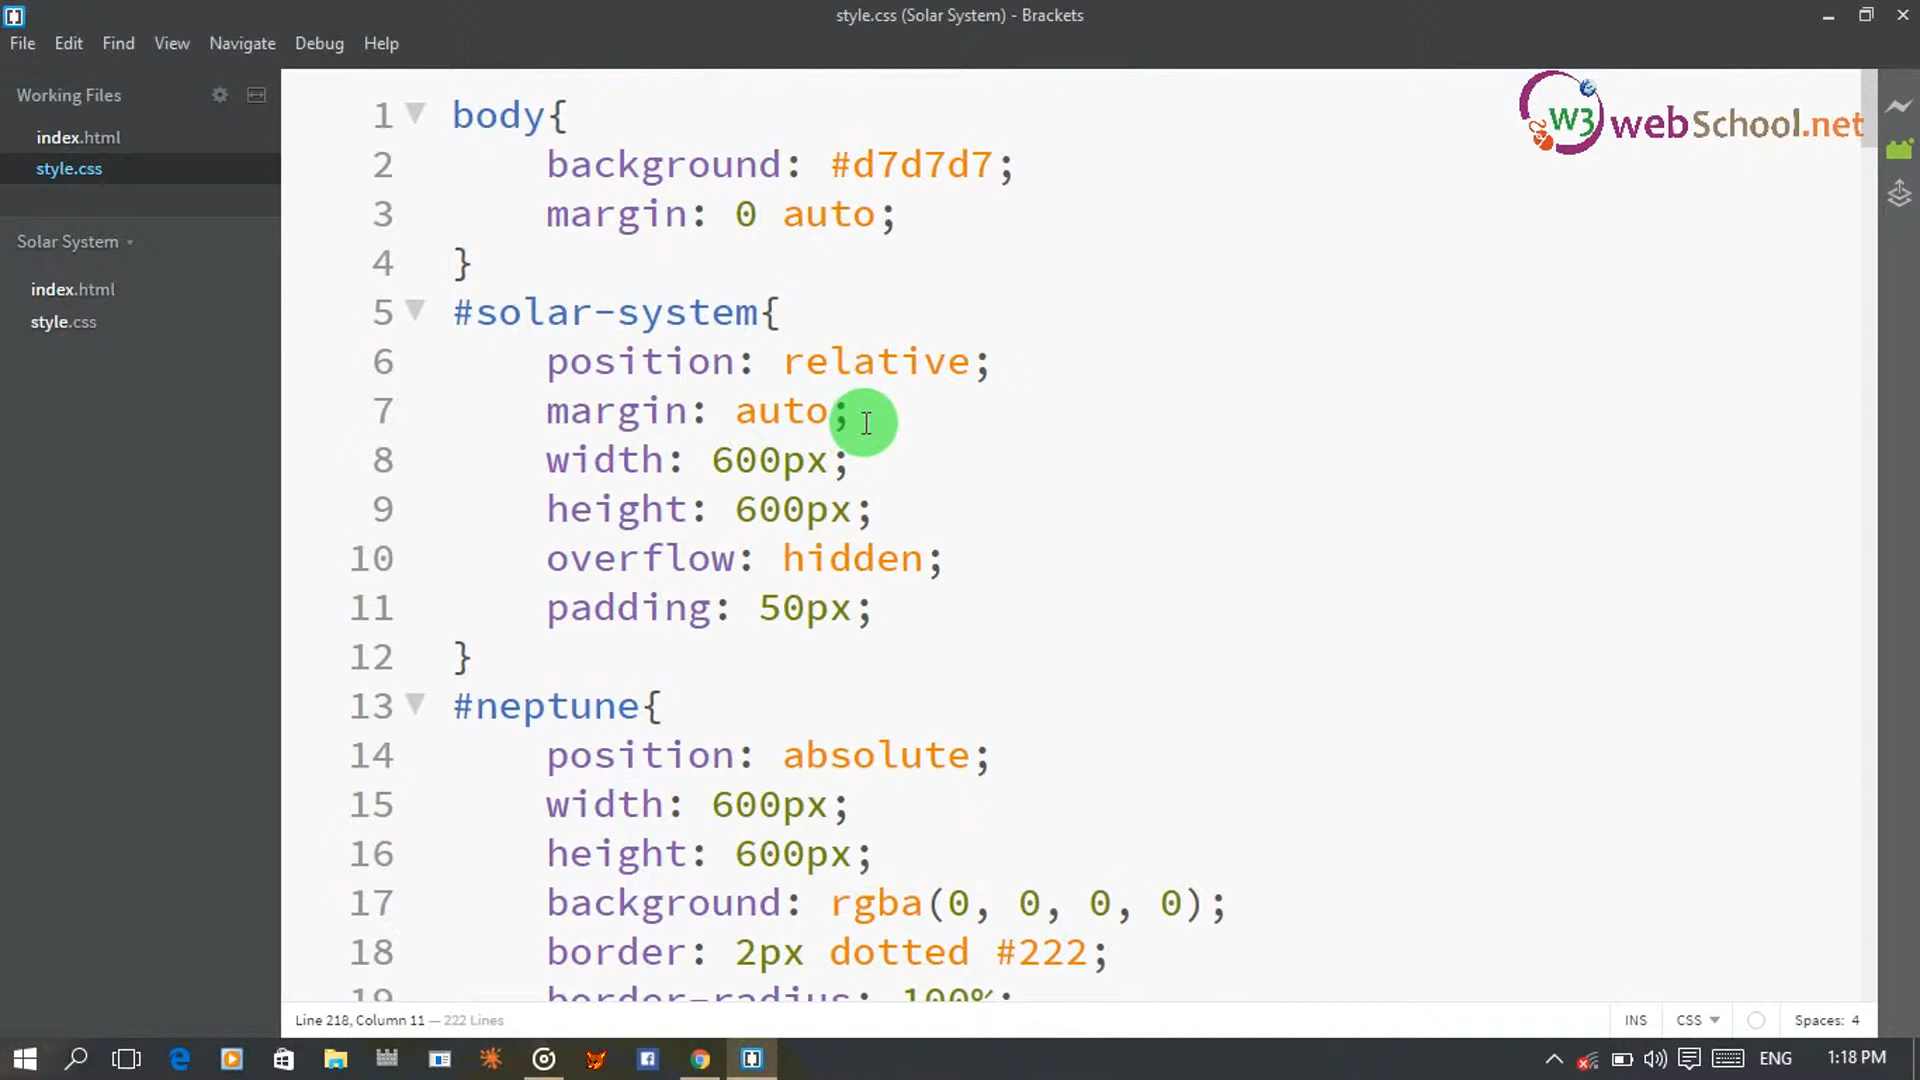 style.css (Solar System) - Brackets
File Edit Find View Navigate Debug Help
Working Files
index.html
style.css
Solar System
index.html
style.css
W3 webSchool.net
1 body{
2 background: #d7d7d7;
3 margin: 0 auto;
4 }
5 #solar-system{
6 position: relative;
7 margin: auto;
8 width: 600px;
9 height: 600px;
10 overflow: hidden;
11 padding: 50px;
12 }
13 #neptune{
14 position: absolute;
15 width: 600px;
16 height: 600px;
17 background: rgba(0, 0, 0, 0);
18 border: 2px dotted #222;
19 border-radius: 100%;
Line 218, Column 11 — 222 Lines
INS CSS Spaces: 4
ENG 1:18 PM